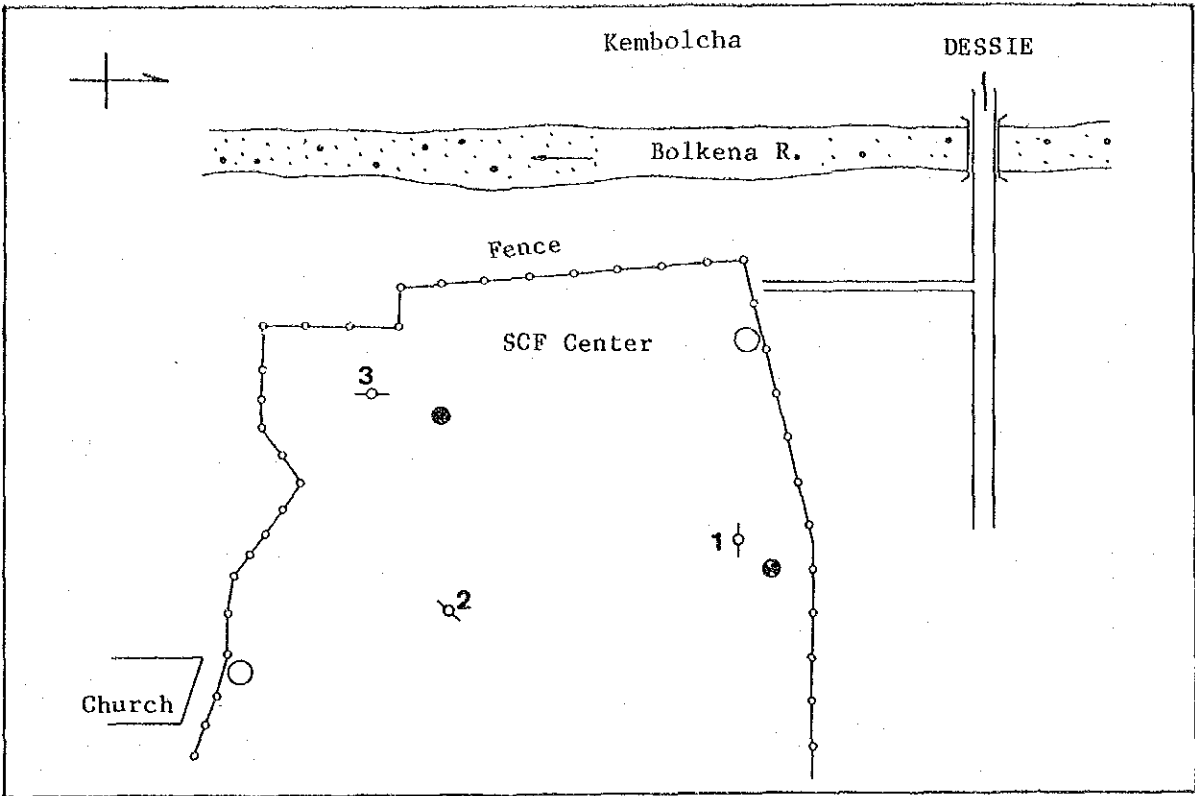 Kembolcha
DESSIE
Bolkena R.
Fence
SCF Center
3
1
2
Church